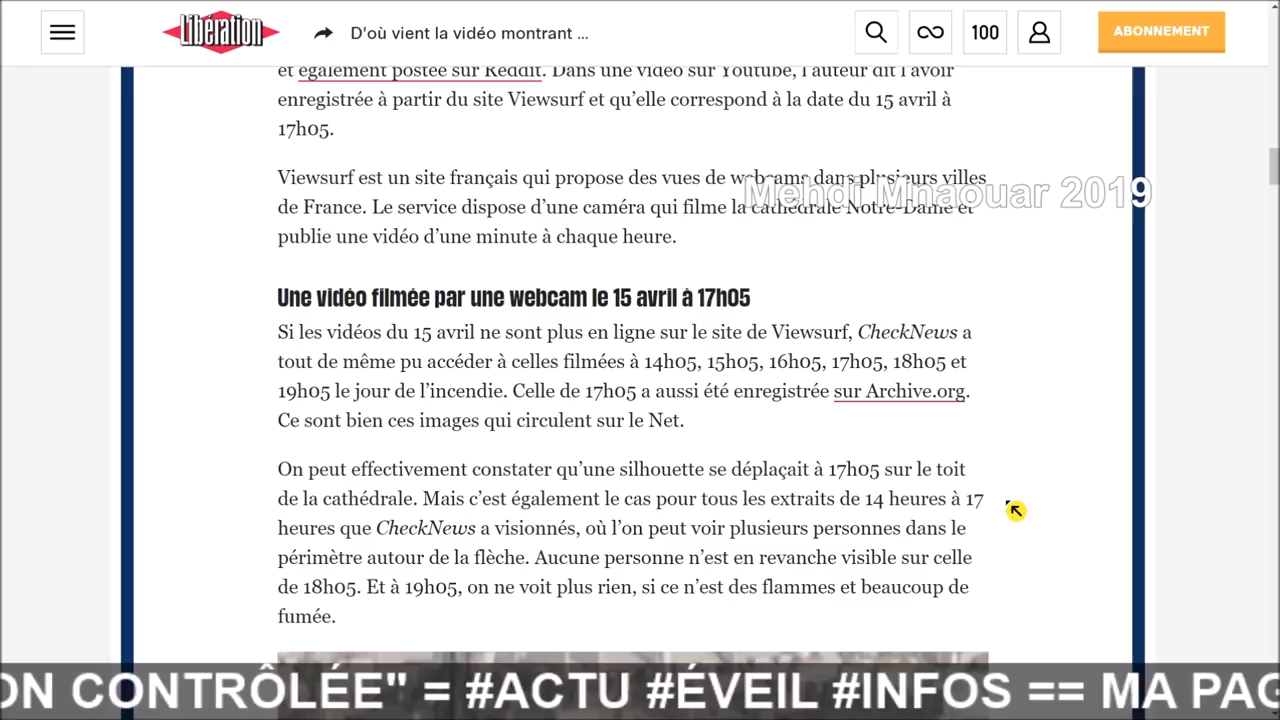 Libération
D'où vient la vidéo montrant ...
100
ABONNEMENT
et également postée sur Reddit. Dans une vidéo sur Youtube, l'auteur dit l'avoir
enregistrée à partir du site Viewsurf et qu'elle correspond à la date du 15 avril à
17h05.
Viewsurf est un site français qui propose des vues de webcams dans plusieurs villes
Mehdi Mnaouar 2019
de France. Le service dispose d'une caméra qui filme la cathédrale Notre-Dame et
publie une vidéo d'une minute à chaque heure.
Une vidéo filmée par une webcam le 15 avril à 17h05
Si les vidéos du 15 avril ne sont plus en ligne sur le site de Viewsurf, CheckNews a
tout de même pu accéder à celles filmées à 14h05, 15h05, 16h05, 17h05, 18h05 et
19h05 le jour de l'incendie. Celle de 17h05 a aussi été enregistrée sur Archive.org.
Ce sont bien ces images qui circulent sur le Net.
On peut effectivement constater qu'une silhouette se déplaçait à 17h05 sur le toit
de la cathédrale. Mais c'est également le cas pour tous les extraits de 14 heures à 17
heures que CheckNews a visionnés, où l'on peut voir plusieurs personnes dans le
périmètre autour de la flèche. Aucune personne n'est en revanche visible sur celle
de 18h05. Et à 19h05, on ne voit plus rien, si ce n'est des flammes et beaucoup de
fumée.
ON CONTRÔLÉE" = #ACTU #ÉVEIL #INFOS == MA PAG